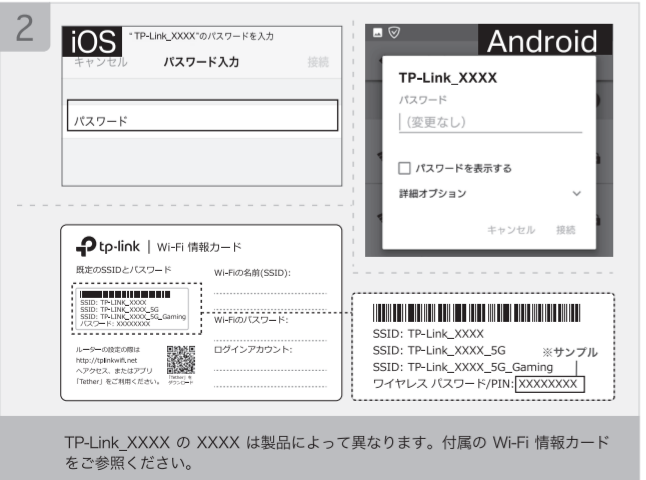 2
iOS
"TP-Link_XXXX"のパスワードを入力
キャンセル パスワード入力 接続
パスワード
Android
TP-Link_XXXX
パスワード
(変更なし)
パスワードを表示する
詳細オプション
キャンセル 接続
tp-link | Wi-Fi 情報カード
既定のSSIDとパスワード
SSID: TP-LINK_XXXX
SSID: TP-LINK_XXXX_5G
SSID: TP-LINK_XXXX_5G_Gaming
パスワード: XXXXXXXX
ルーターの設定の際は
http://tplinkwifi.net
へアクセス、またはアプリ
「Tether」をご利用ください。
「Tether」を
ダウンロード
Wi-Fiの名前(SSID):
Wi-Fiのパスワード:
ログインアカウント:
SSID: TP-LINK_XXXX
SSID: TP-LINK_XXXX_5G ※サンプル
SSID: TP-LINK_XXXX_5G_Gaming
ワイヤレス パスワード/PIN: XXXXXXXX
TP-Link_XXXX の XXXX は製品によって異なります。付属の Wi-Fi 情報カード
をご参照ください。